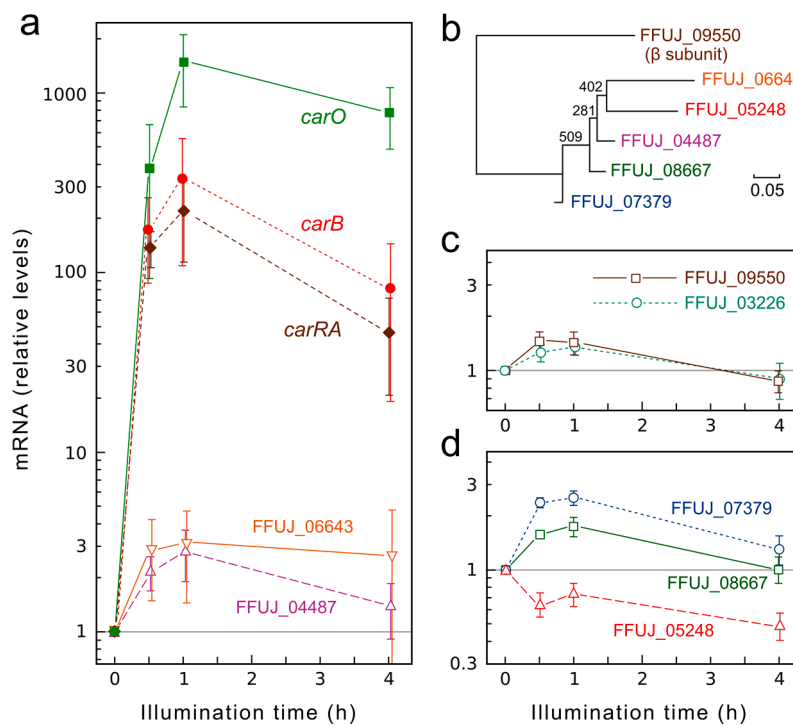 a
mRNA (relative levels)
1000
300
100
30
10
3
1
carO
carB
carRA
FFUJ_06643
FFUJ_04487
0
1
2
3
4
Illumination time (h)
b
FFUJ_09550
(β subunit)
402
FFUJ_0664
281
FFUJ_05248
509
FFUJ_04487
FFUJ_08667
0.05
FFUJ_07379
c
3
1
FFUJ_09550
FFUJ_03226
0
1
2
3
4
d
3
1
0.3
FFUJ_07379
FFUJ_08667
FFUJ_05248
0
1
2
3
4
Illumination time (h)